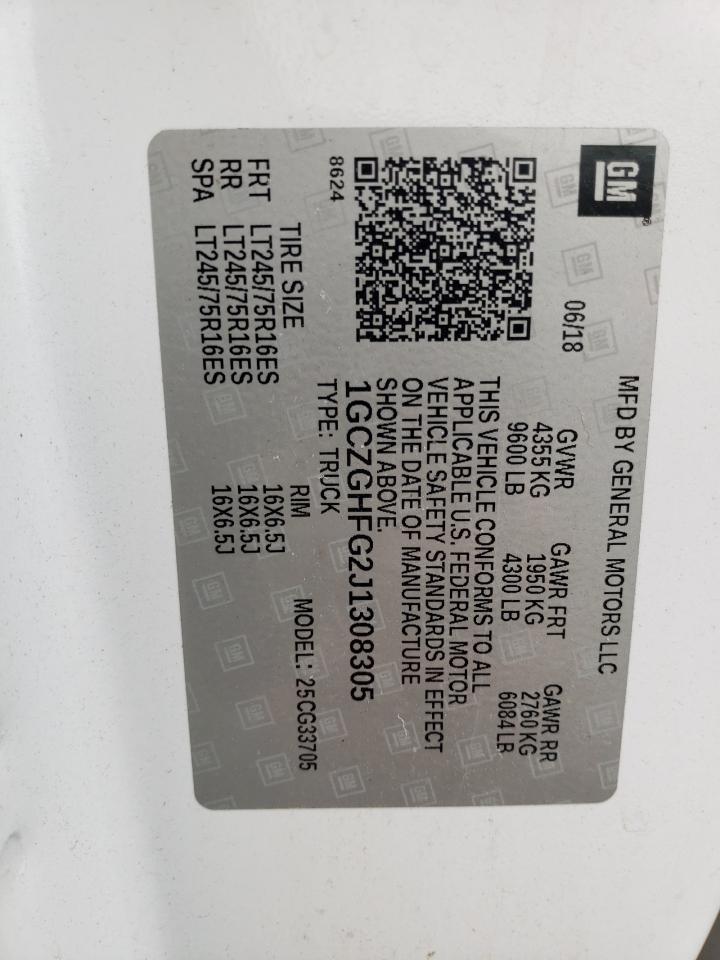 GM
MFD BY GENERAL MOTORS LLC
06/18
GVWR GAWR FRT GAWR RR
4355 KG 1950 KG 2760 KG
9600 LB 4300 LB 6084 LB
THIS VEHICLE CONFORMS TO ALL
APPLICABLE U.S. FEDERAL MOTOR
VEHICLE SAFETY STANDARDS IN EFFECT
ON THE DATE OF MANUFACTURE
SHOWN ABOVE.
1GCZGHFG2J1308305
8624
TYPE: TRUCK
MODEL: 25CG33705
TIRE SIZE RIM
FRT LT245/75R16ES 16X6.5J
RR LT245/75R16ES 16X6.5J
SPA LT245/75R16ES 16X6.5J